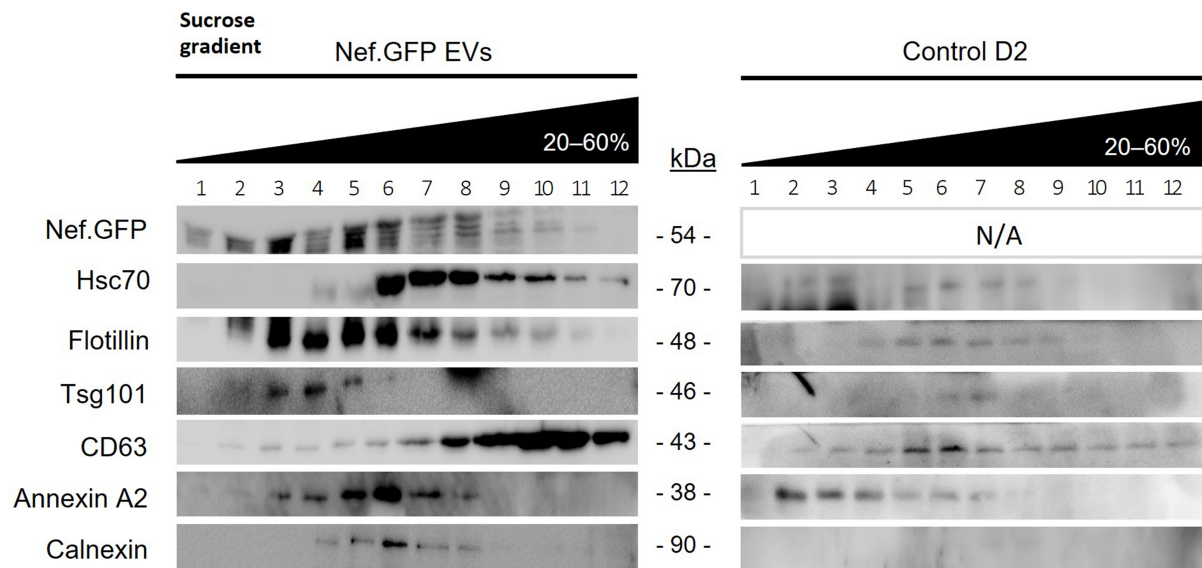 Sucrose
gradient
Nef.GFP EVs
Control D2
20–60%
20–60%
kDa
1 2 3 4 5 6 7 8 9 10 11 12
1 2 3 4 5 6 7 8 9 10 11 12
Nef.GFP - 54 - N/A
Hsc70 - 70 -
Flotillin - 48 -
Tsg101 - 46 -
CD63 - 43 -
Annexin A2 - 38 -
Calnexin - 90 -